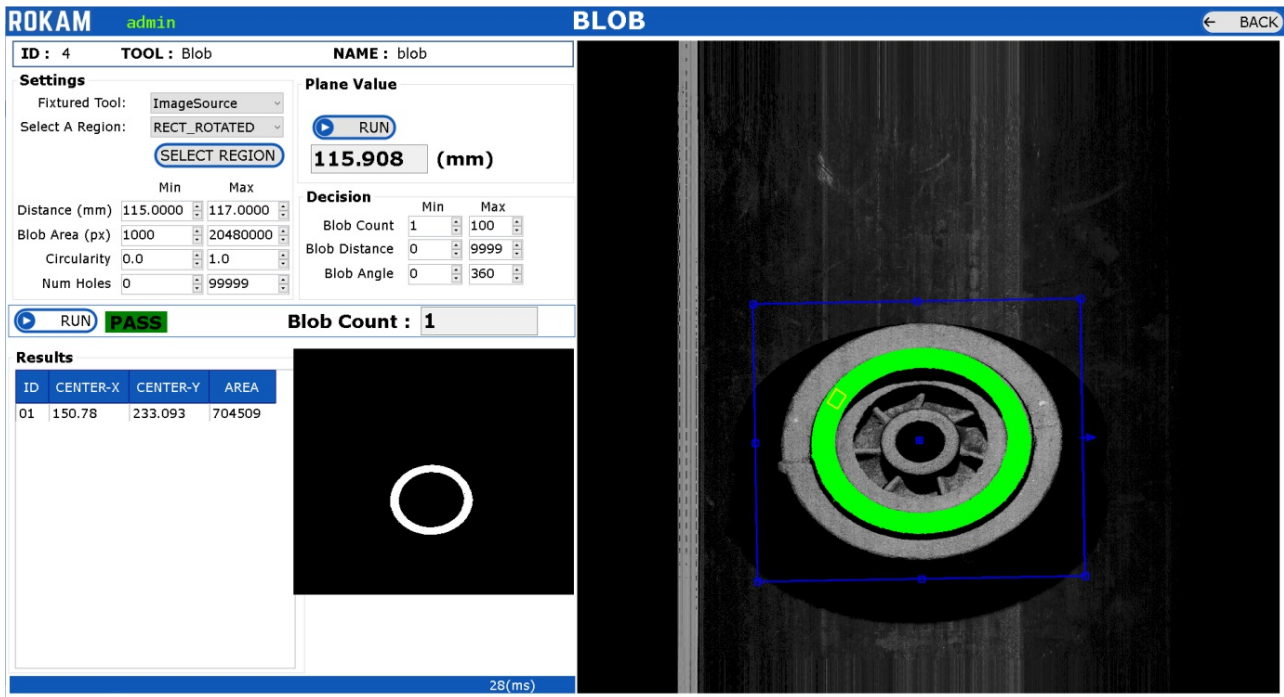 ROKAM admin BLOB ← BACK
ID : 4 TOOL : Blob NAME : blob
Settings
Fixtured Tool: ImageSource
Select A Region: RECT_ROTATED
SELECT REGION
Min Max
Distance (mm) 115.0000 117.0000
Blob Area (px) 1000 20480000
Circularity 0.0 1.0
Num Holes 0 99999
Plane Value
RUN
115.908 (mm)
Decision
Min Max
Blob Count 1 100
Blob Distance 0 9999
Blob Angle 0 360
RUN PASS Blob Count : 1
Results
ID CENTER-X CENTER-Y AREA
01 150.78 233.093 704509
28(ms)